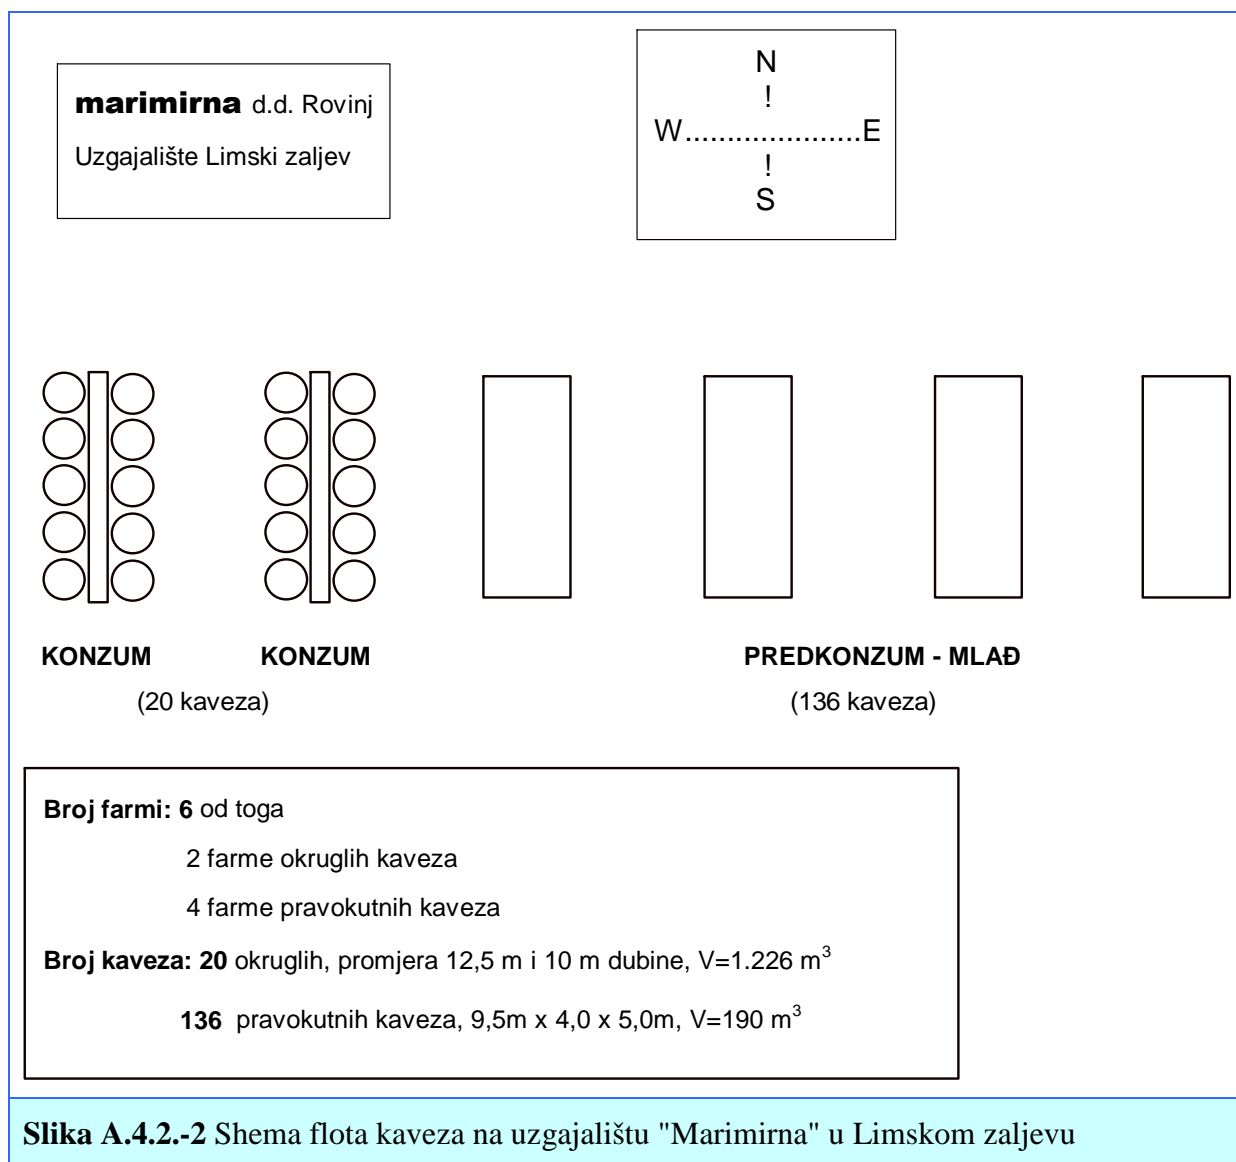 marimirna d.d. Rovinj
Uzgajalište Limski zaljev
N
!
W.....................E
!
S
KONZUM KONZUM PREDKONZUM - MLAĐ
(20 kaveza) (136 kaveza)
Broj farmi: 6 od toga
2 farme okruglih kaveza
4 farme pravokutnih kaveza
Broj kaveza: 20 okruglih, promjera 12,5 m i 10 m dubine, V=1.226 m³
136 pravokutnih kaveza, 9,5m x 4,0 x 5,0m, V=190 m³
Slika A.4.2.-2 Shema flota kaveza na uzgajalištu "Marimirna" u Limskom zaljevu